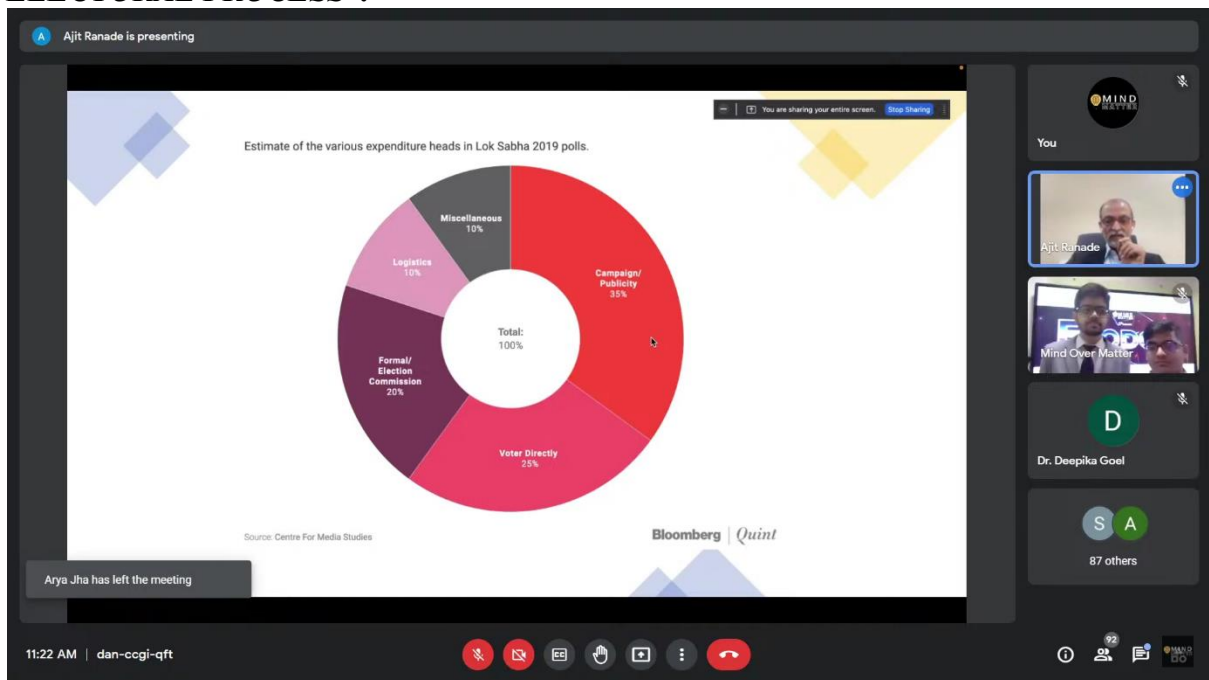 A Ajit Ranade is presenting
You are sharing your entire screen. Stop Sharing
Estimate of the various expenditure heads in Lok Sabha 2019 polls.
Miscellaneous
10%
Logistics
10%
Campaign/
Publicity
35%
Total:
100%
Formal/
Election
Commission
20%
Voter Directly
25%
Source: Centre For Media Studies
Bloomberg | Quint
MIND
MATTER
You
Ajit Ranade
Mind Over Matter
D
Dr. Deepika Goel
S A
87 others
Arya Jha has left the meeting
11:22 AM | dan-ccgi-qft
CC
92